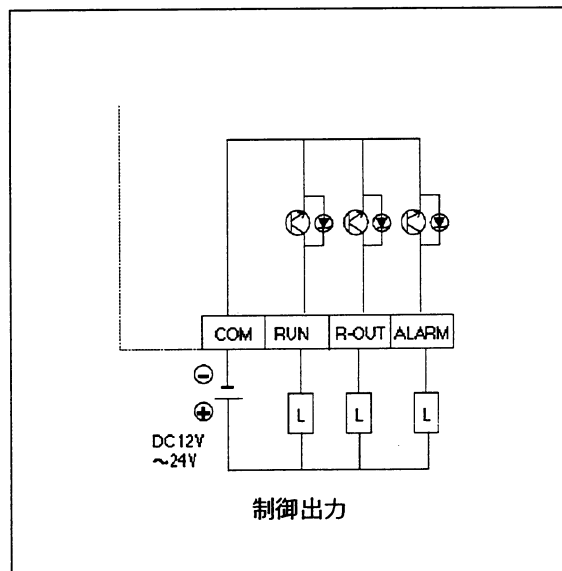 COM RUN R-OUT ALARM
⊖
⊕
L L L
DC12V
～24V
制御出力